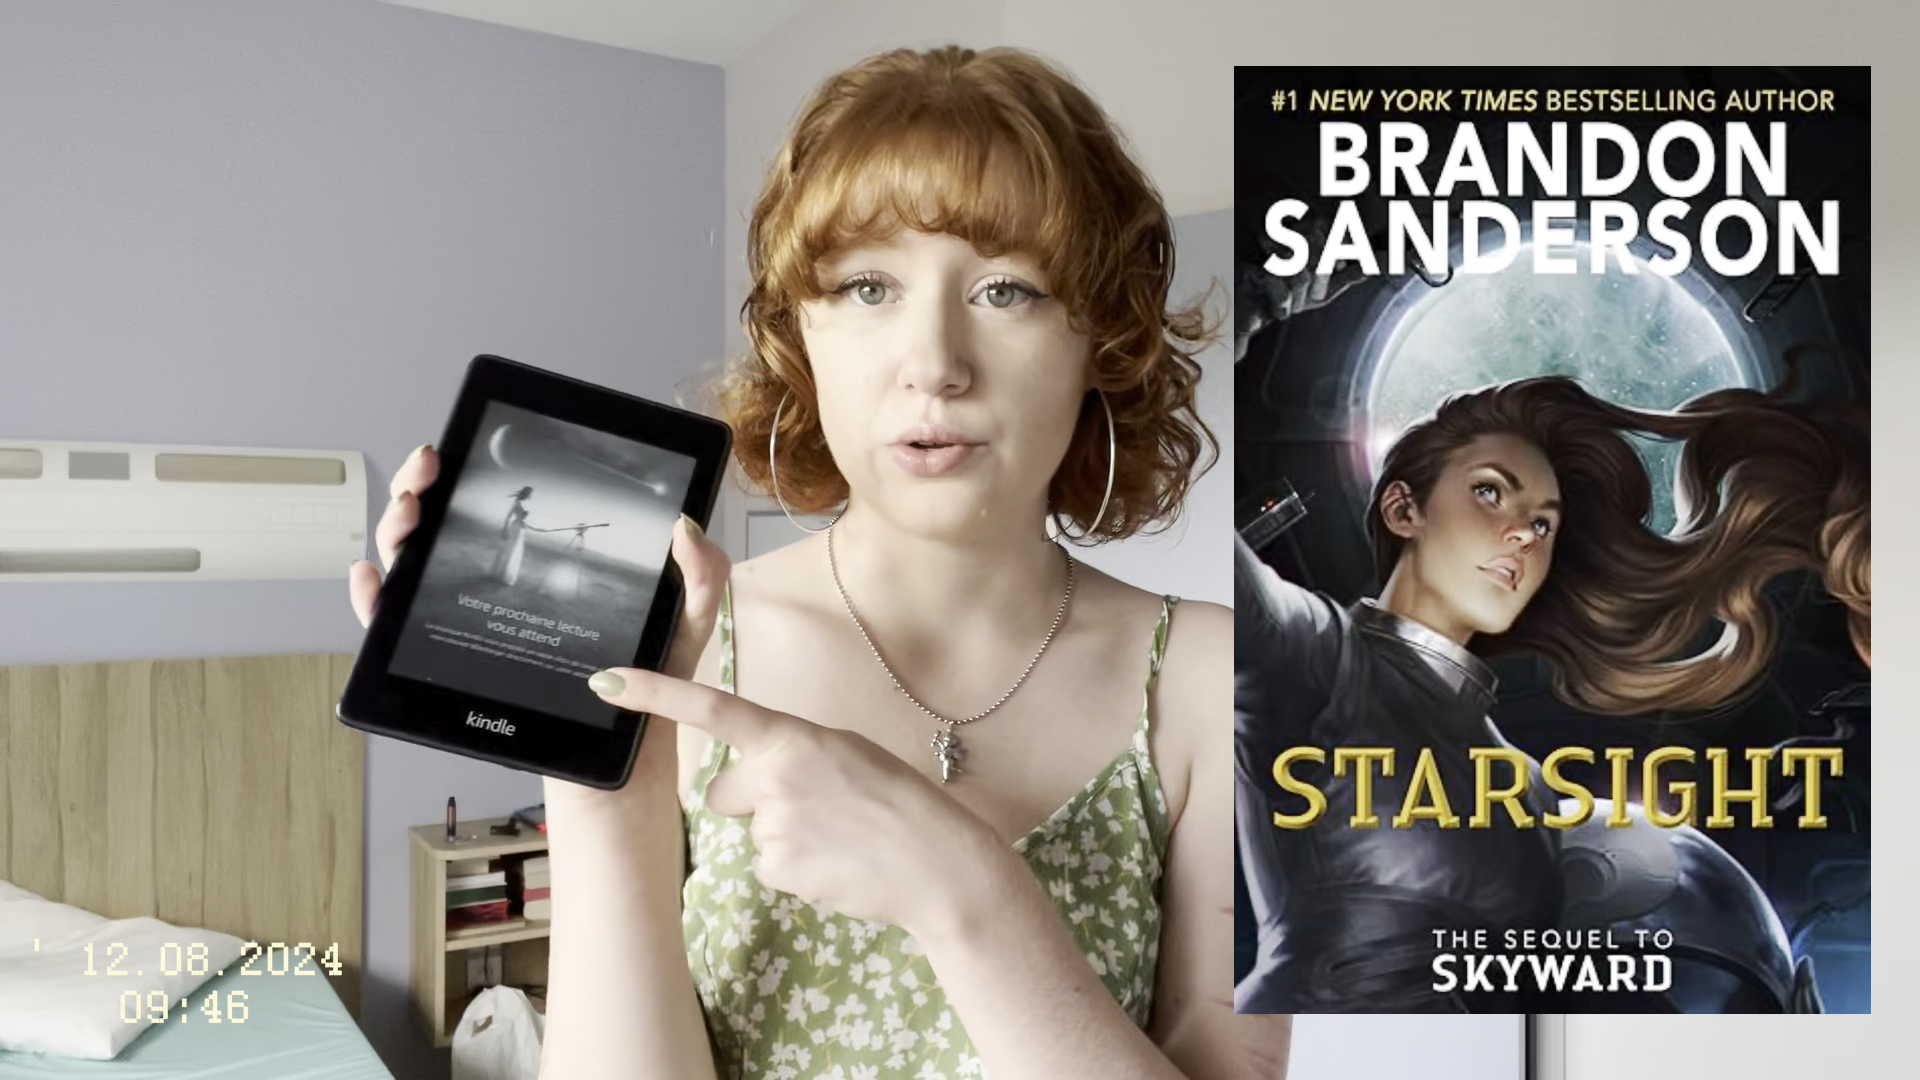 Votre prochaine lecture
vous attend
kindle
12.08.2024
09:46
#1 NEW YORK TIMES BESTSELLING AUTHOR
BRANDON
SANDERSON
STARSIGHT
THE SEQUEL TO
SKYWARD